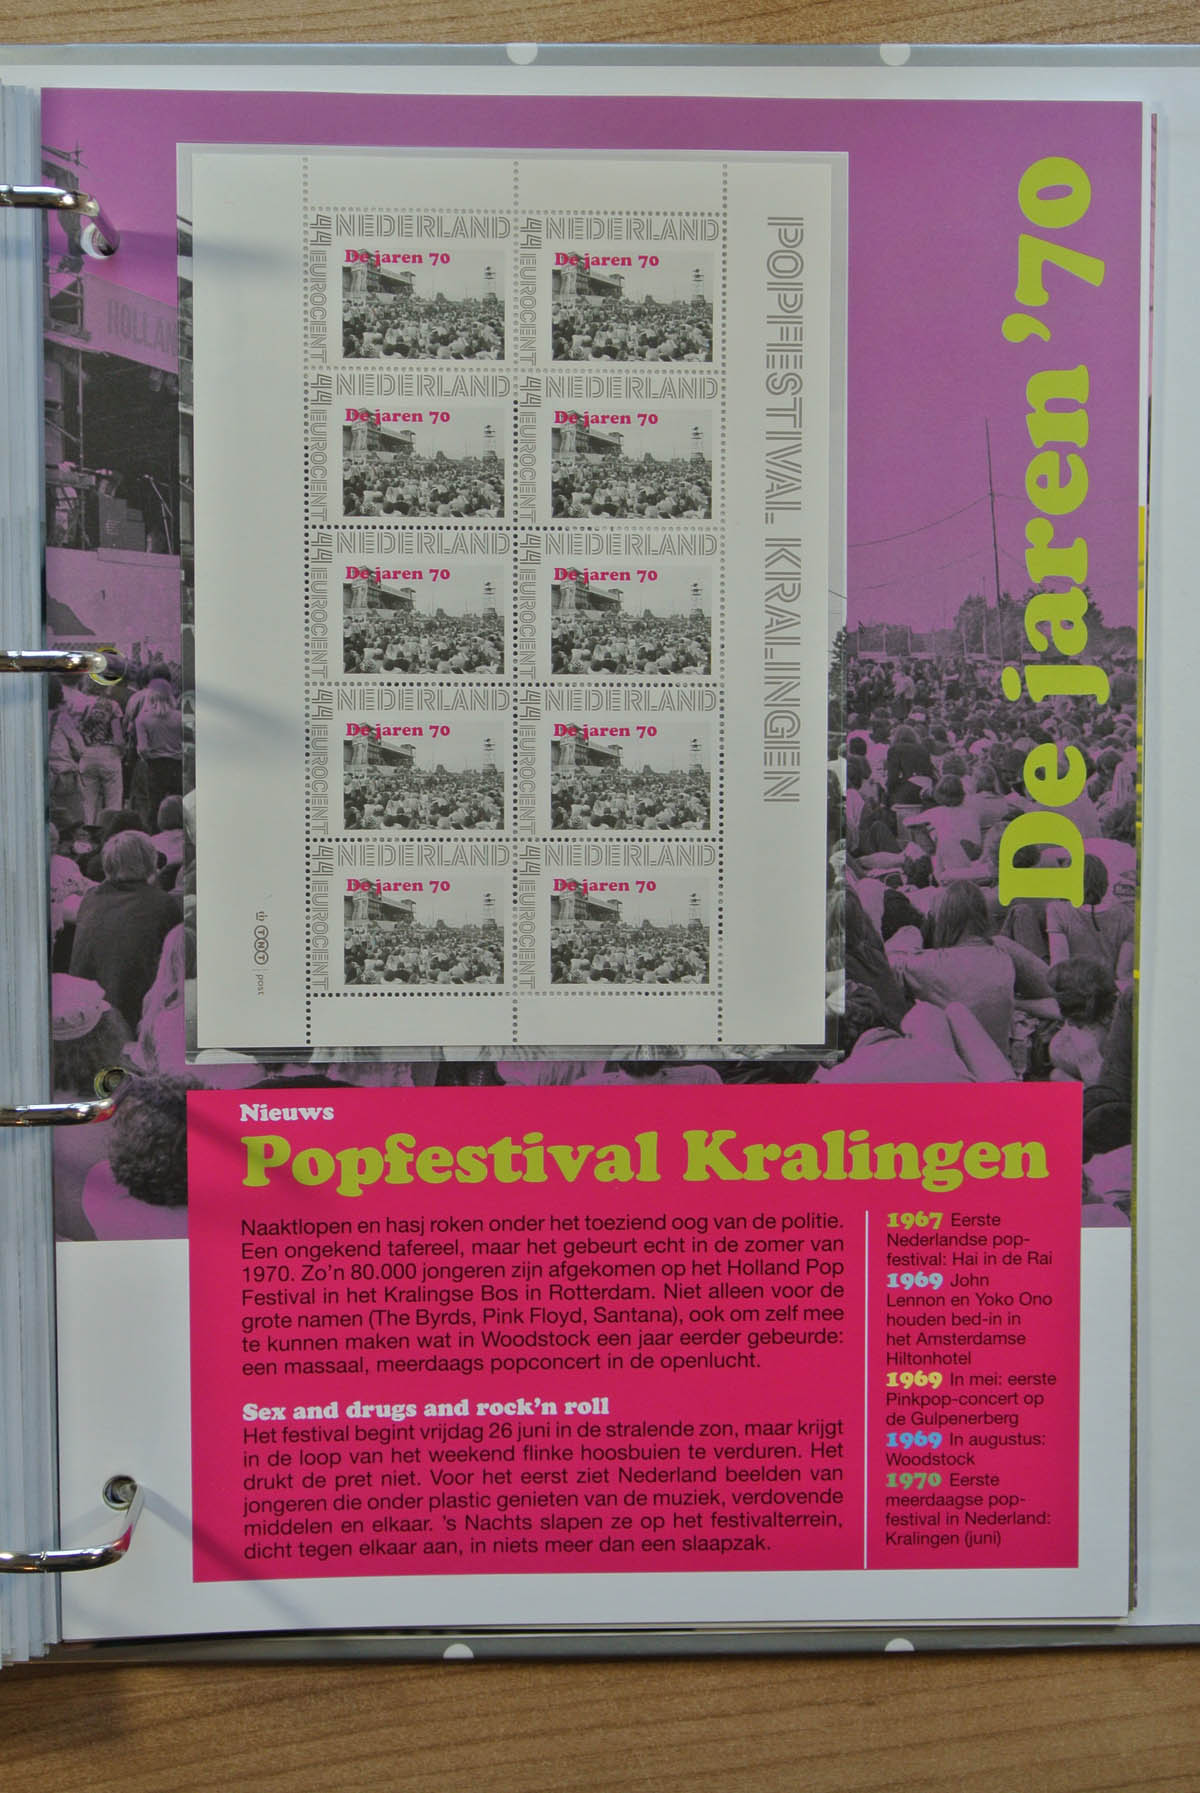 De jaren '70
HOLLAN
POPFESTIVAL KRALINGEN
NEDERLAND
44 EUROCENT
De jaren 70
NEDERLAND
44 EUROCENT
De jaren 70
NEDERLAND
44 EUROCENT
De jaren 70
NEDERLAND
44 EUROCENT
De jaren 70
NEDERLAND
44 EUROCENT
De jaren 70
NEDERLAND
44 EUROCENT
De jaren 70
NEDERLAND
44 EUROCENT
De jaren 70
NEDERLAND
44 EUROCENT
De jaren 70
NEDERLAND
44 EUROCENT
De jaren 70
NEDERLAND
44 EUROCENT
De jaren 70
TNT post
Nieuws
Popfestival Kralingen
Naaktlopen en hasj roken onder het toeziend oog van de politie.
Een ongekend tafereel, maar het gebeurt echt in de zomer van
1970. Zo'n 80.000 jongeren zijn afgekomen op het Holland Pop
Festival in het Kralingse Bos in Rotterdam. Niet alleen voor de
grote namen (The Byrds, Pink Floyd, Santana), ook om zelf mee
te kunnen maken wat in Woodstock een jaar eerder gebeurde:
een massaal, meerdaags popconcert in de openlucht.
Sex and drugs and rock'n roll
Het festival begint vrijdag 26 juni in de stralende zon, maar krijgt
in de loop van het weekend flinke hoosbuien te verduren. Het
drukt de pret niet. Voor het eerst ziet Nederland beelden van
jongeren die onder plastic genieten van de muziek, verdovende
middelen en elkaar. 's Nachts slapen ze op het festivalterrein,
dicht tegen elkaar aan, in niets meer dan een slaapzak.
1967 Eerste
Nederlandse pop-
festival: Hai in de Rai
1969 John
Lennon en Yoko Ono
houden bed-in in
het Amsterdamse
Hiltonhotel
1969 In mei: eerste
Pinkpop-concert op
de Gulpenerberg
1969 In augustus:
Woodstock
1970 Eerste
meerdaagse pop-
festival in Nederland:
Kralingen (juni)